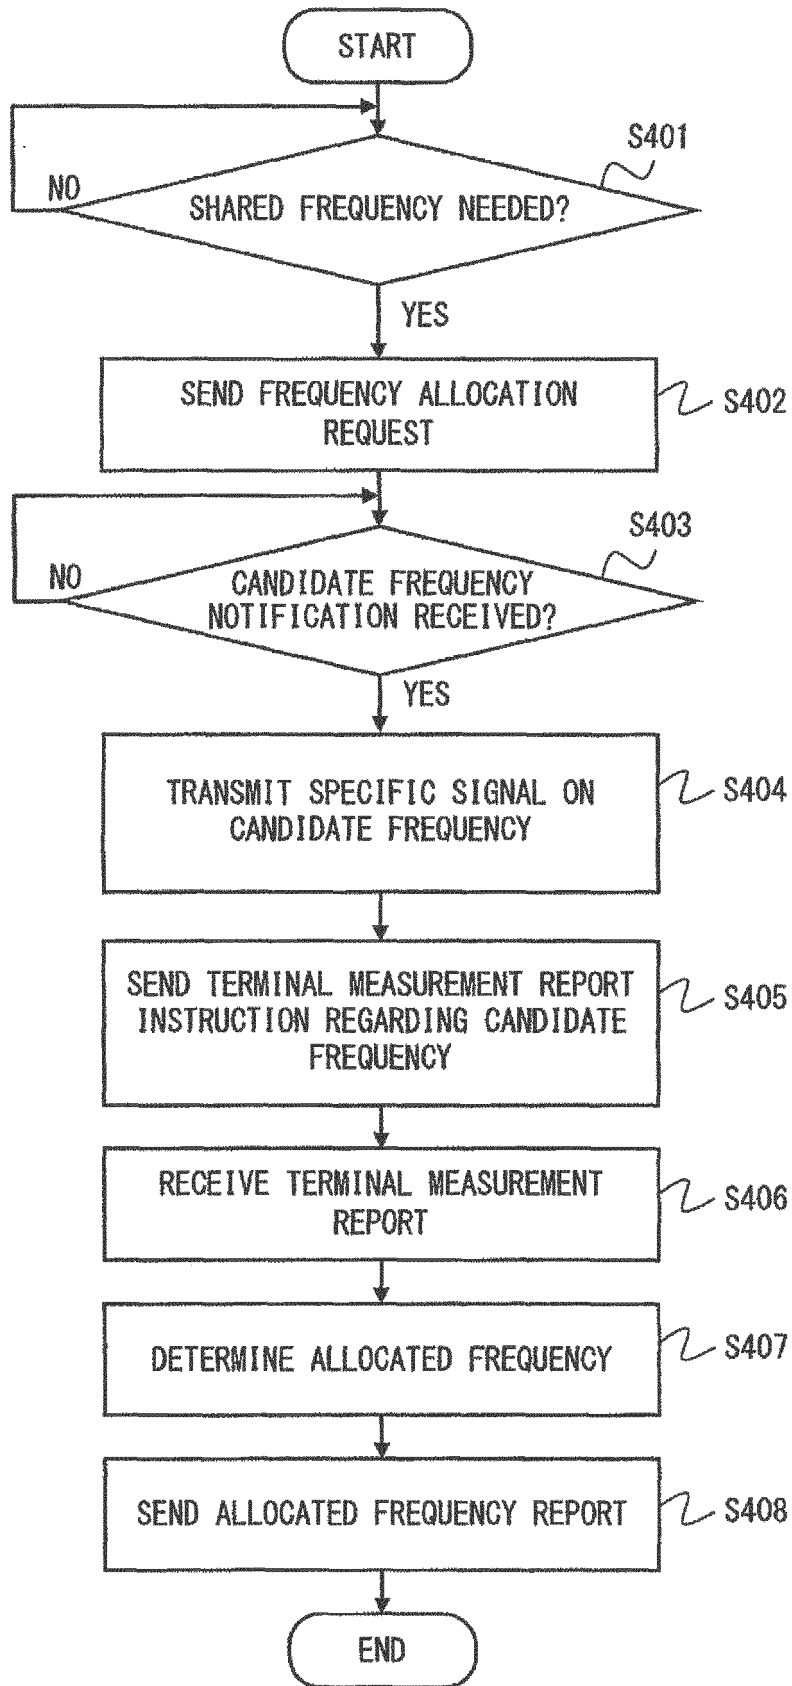 START
S401
NO
SHARED FREQUENCY NEEDED?
YES
SEND FREQUENCY ALLOCATION
REQUEST
S402
S403
NO
CANDIDATE FREQUENCY
NOTIFICATION RECEIVED?
YES
TRANSMIT SPECIFIC SIGNAL ON
CANDIDATE FREQUENCY
S404
SEND TERMINAL MEASUREMENT REPORT
INSTRUCTION REGARDING CANDIDATE
FREQUENCY
S405
RECEIVE TERMINAL MEASUREMENT
REPORT
S406
DETERMINE ALLOCATED FREQUENCY
S407
SEND ALLOCATED FREQUENCY REPORT
S408
END